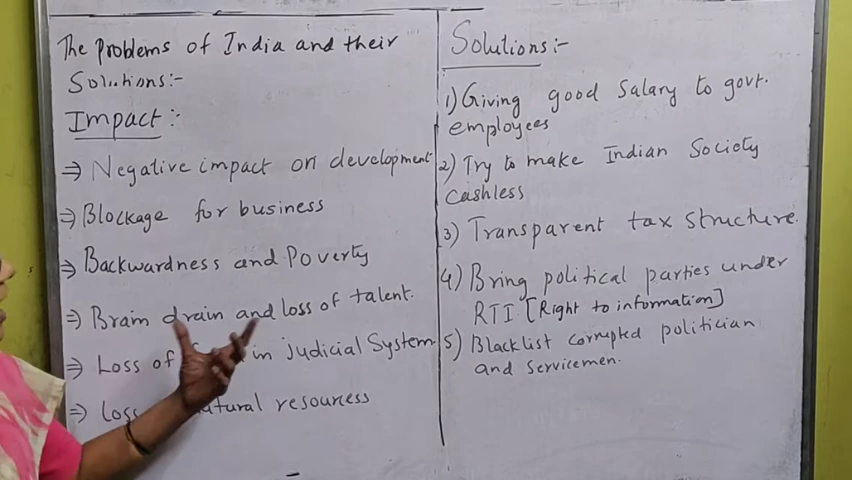 The problems of India and their
Solutions:-
Impact:-
⇒ Negative impact on development
⇒ Blockage for business
⇒ Backwardness and Poverty
⇒ Brain drain and loss of talent.
⇒ Loss of in judicial System
⇒ Loss natural resources
Solutions:-
1) Giving good salary to govt.
employees
2) Try to make Indian Society
Cashless
3) Transparent tax structure.
4) Bring political parties under
RTI [Right to information]
5) Blacklist corrupted politician
and servicemen.